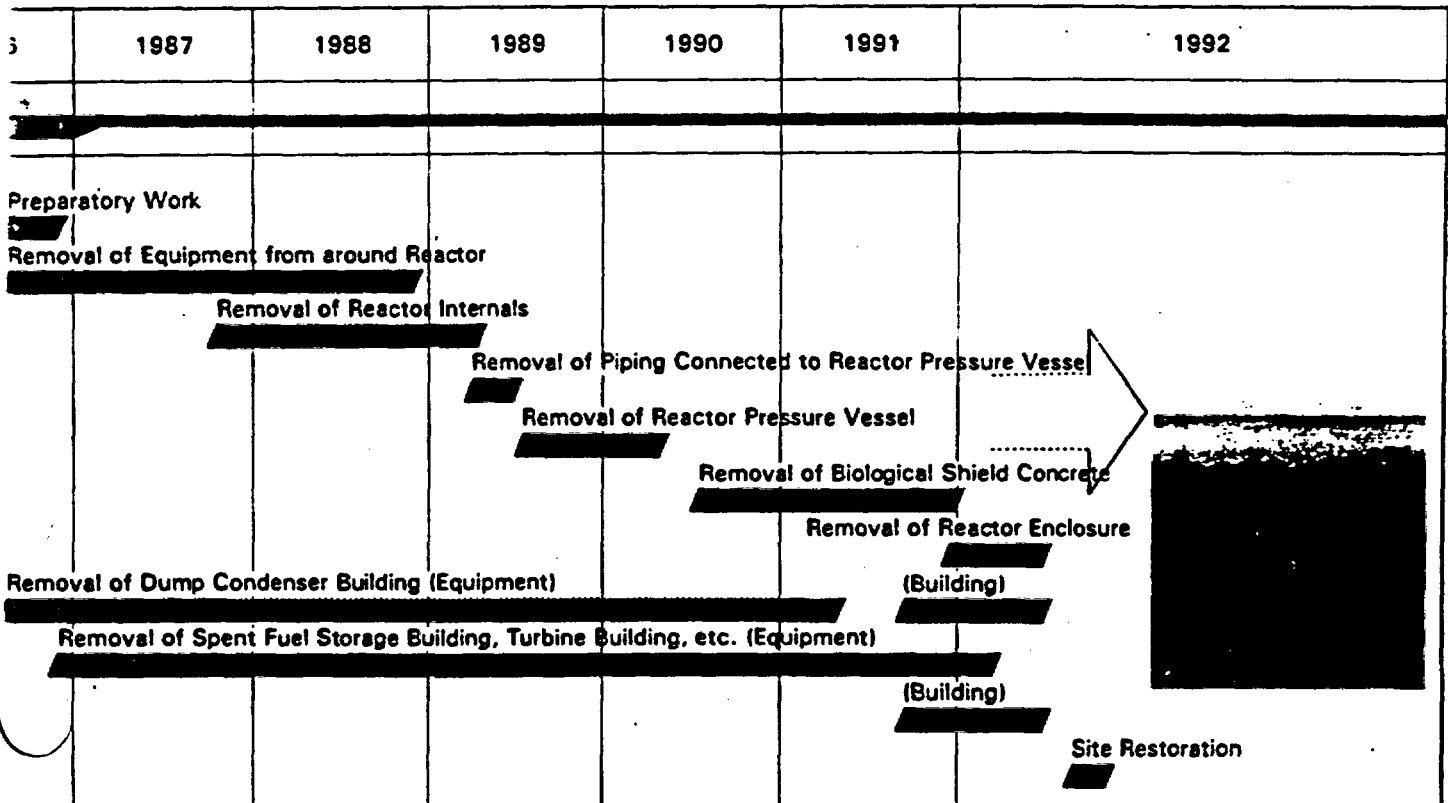 6 1987 1988 1989 1990 1991 1992
Preparatory Work
Removal of Equipment from around Reactor
Removal of Reactor Internals
Removal of Piping Connected to Reactor Pressure Vessel
Removal of Reactor Pressure Vessel
Removal of Biological Shield Concrete
Removal of Reactor Enclosure
Removal of Dump Condenser Building (Equipment) (Building)
Removal of Spent Fuel Storage Building, Turbine Building, etc. (Equipment)
(Building)
Site Restoration